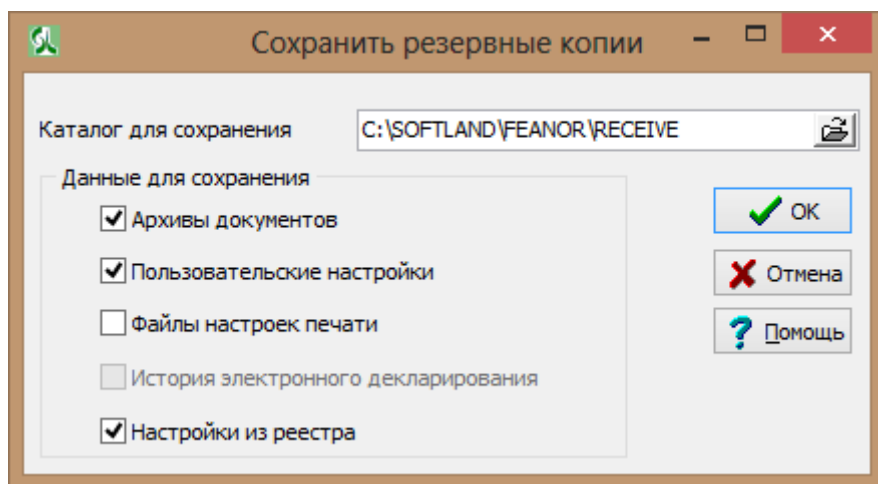 Сохранить резервные копии
Каталог для сохранения C:\SOFTLAND\FEANOR\RECEIVE
Данные для сохранения
Архивы документов
OK
Пользовательские настройки
Отмена
Файлы настроек печати
Помощь
История электронного декларирования
Настройки из реестра